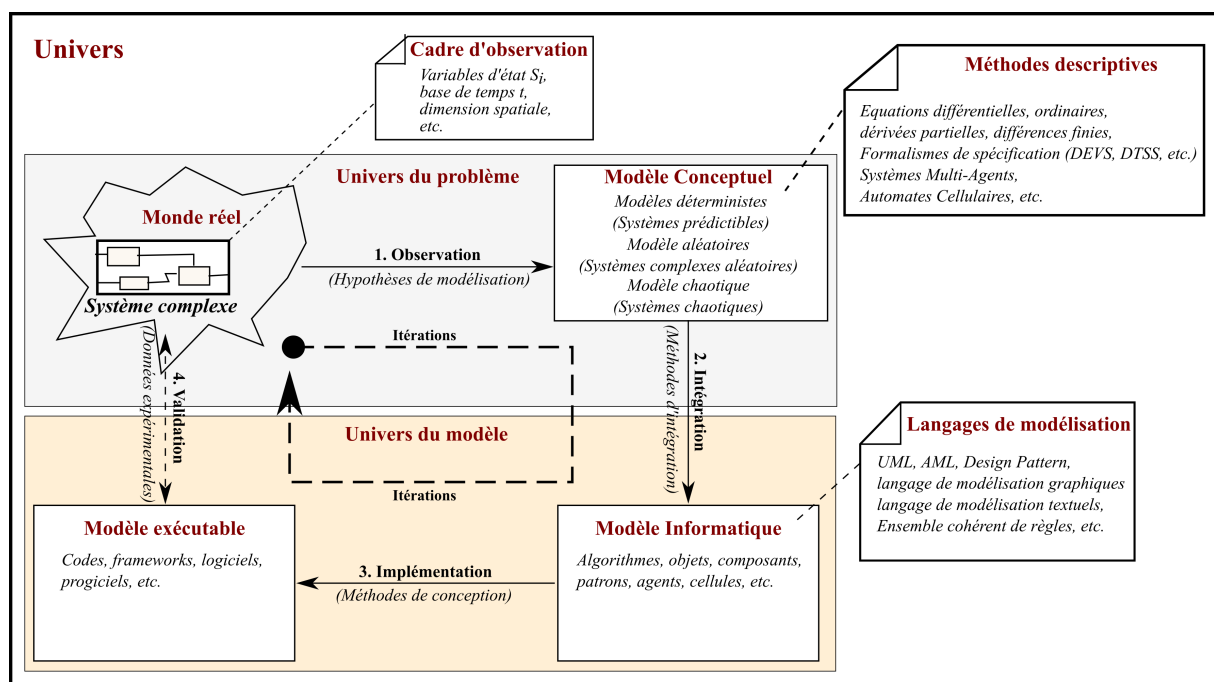 Univers
Cadre d'observation
Variables d'état Si,
base de temps t,
dimension spatiale,
etc.
Méthodes descriptives
Equations différentielles, ordinaires,
dérivées partielles, différences finies,
Formalismes de spécification (DEVS, DTSS, etc.)
Systèmes Multi-Agents,
Automates Cellulaires, etc.
Univers du problème
Monde réel
Système complexe
1. Observation
(Hypothèses de modélisation)
Modèle Conceptuel
Modèles déterministes
(Systèmes prédictibles)
Modèle aléatoires
(Systèmes complexes aléatoires)
Modèle chaotique
(Systèmes chaotiques)
Itérations
2. Intégration
(Méthodes d'intégration)
4. Validation
(Données expérimentales)
Univers du modèle
Itérations
Langages de modélisation
UML, AML, Design Pattern,
langage de modélisation graphiques
langage de modélisation textuels,
Ensemble cohérent de règles, etc.
Modèle exécutable
Codes, frameworks, logiciels,
progiciels, etc.
3. Implémentation
(Méthodes de conception)
Modèle Informatique
Algorithmes, objets, composants,
patrons, agents, cellules, etc.